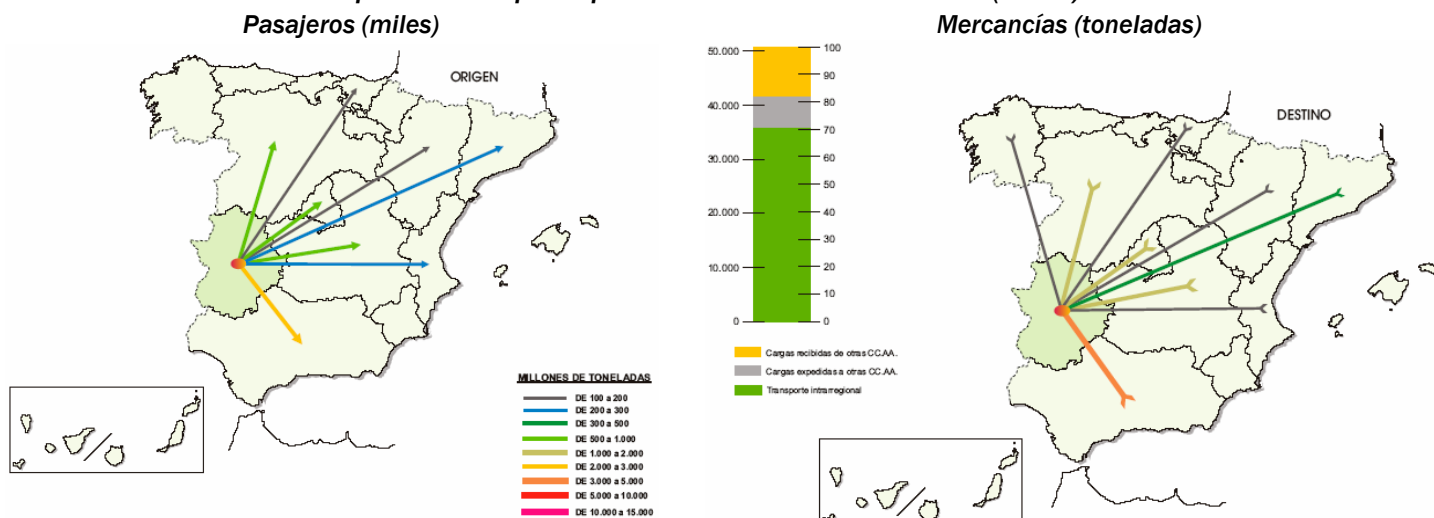 Pasajeros (miles)
Mercancías (toneladas)
ORIGEN
MILLONES DE TONELADAS
DE 100 a 200
DE 200 a 300
DE 300 a 500
DE 500 a 1.000
DE 1.000 a 2.000
DE 2.000 a 3.000
DE 3.000 a 5.000
DE 5.000 a 10.000
DE 10.000 a 15.000
50.000
40.000
30.000
20.000
10.000
0
100
90
80
70
60
50
40
30
20
10
0
Cargas recibidas de otras CC.AA.
Cargas expedidas a otras CC.AA.
Transporte intrarregional
DESTINO